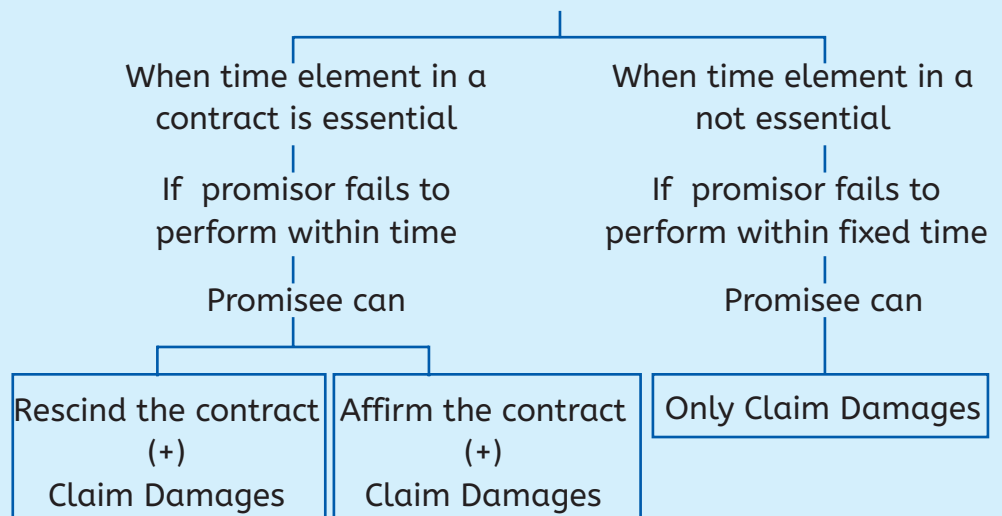 When time element in a
contract is essential
If promisor fails to
perform within time
Promisee can
Rescind the contract
(+)
Claim Damages
Affirm the contract
(+)
Claim Damages
When time element in a
not essential
If promisor fails to
perform within fixed time
Promisee can
Only Claim Damages